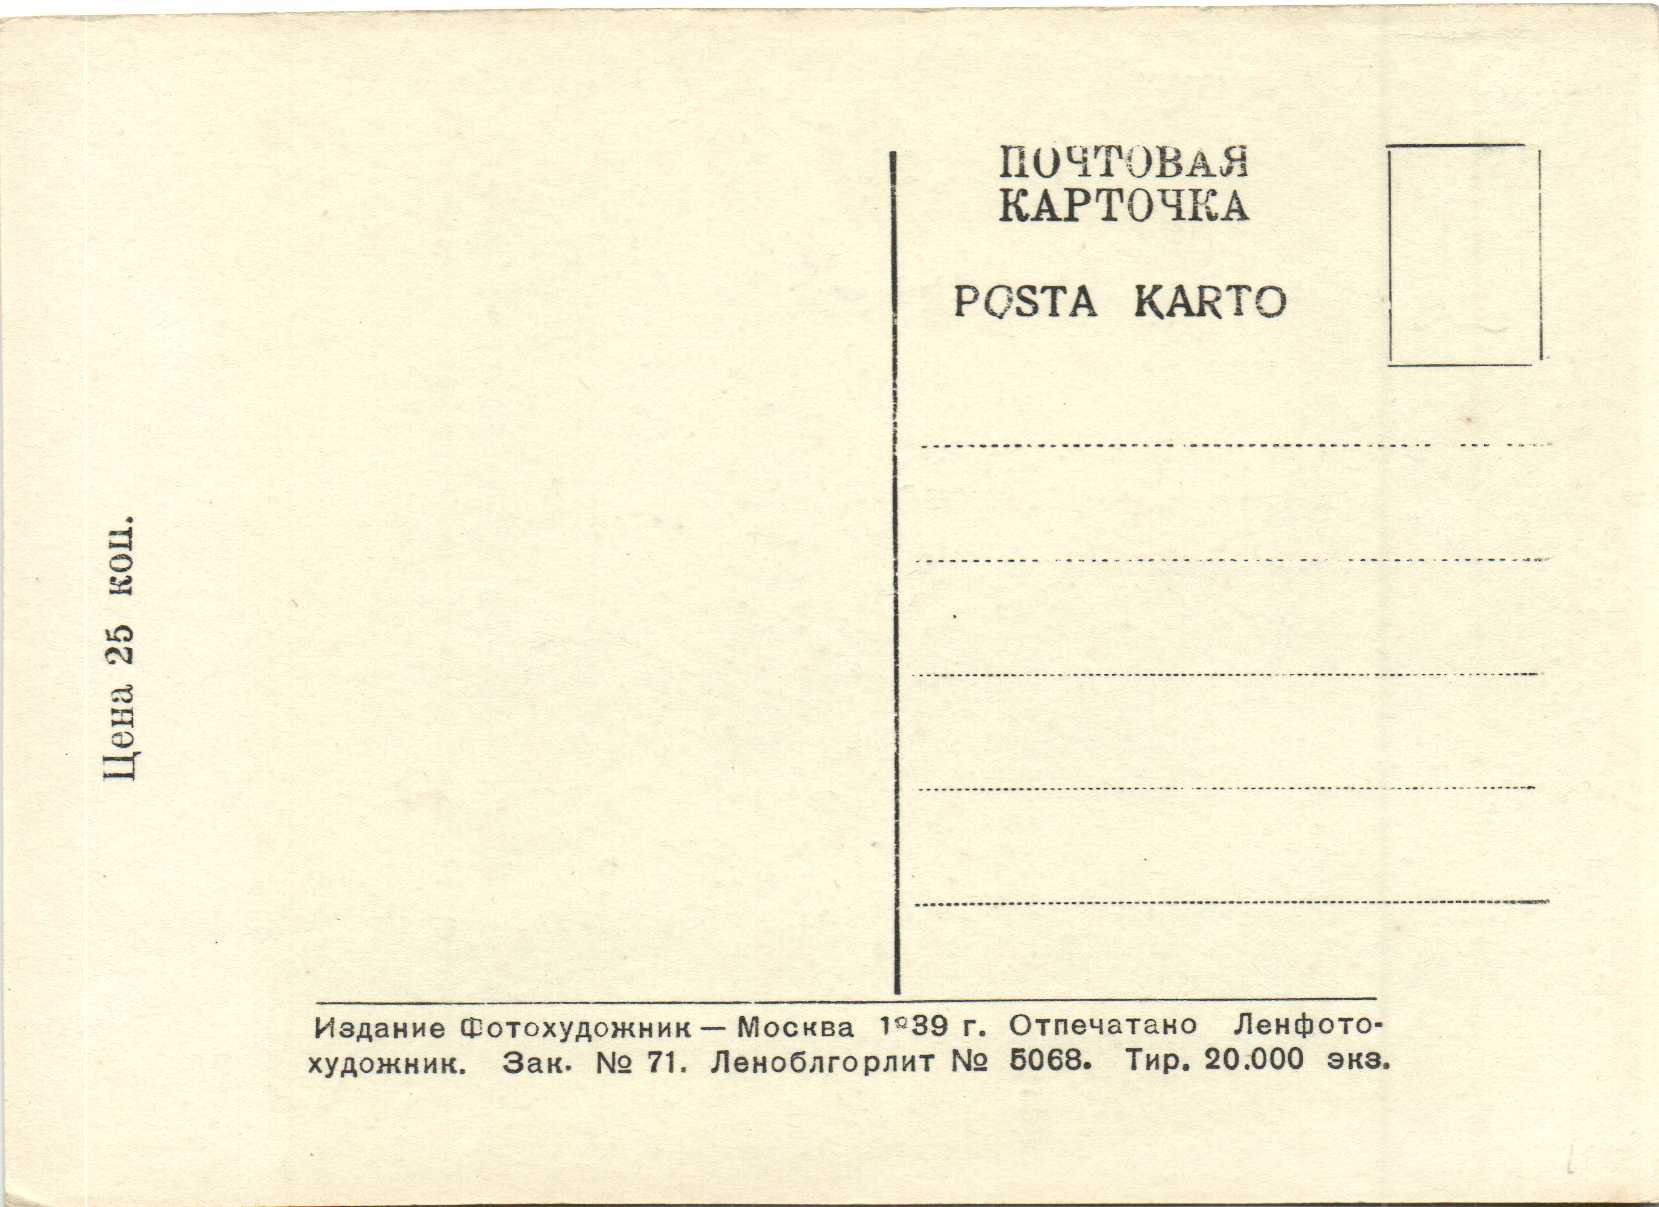 ПОЧТОВАЯ
КАРТОЧКА
POSTA KARTO
Цена 25 коп.
Издание Фотохудожник — Москва 1939 г. Отпечатано Ленфото-
художник. Зак. № 71. Леноблгорлит № 5068. Тир. 20.000 экз.